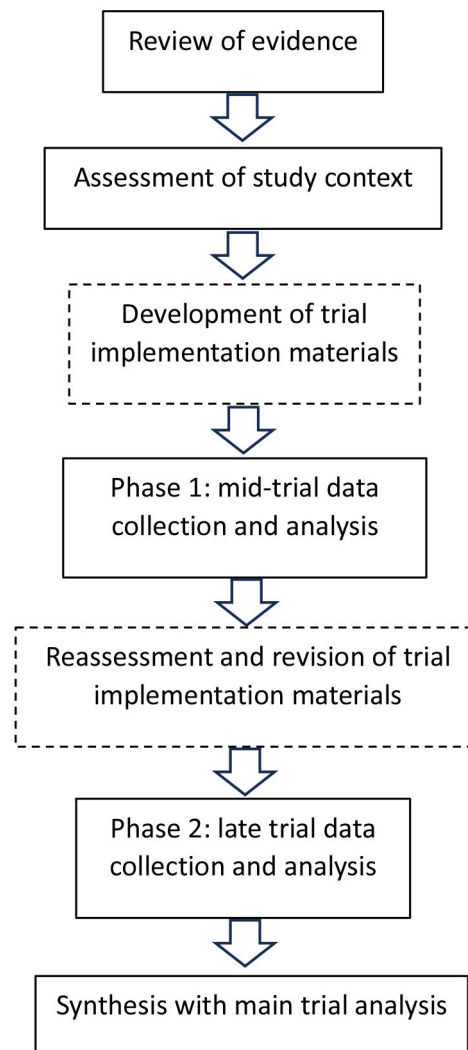 Review of evidence
Assessment of study context
Development of trial
implementation materials
Phase 1: mid-trial data
collection and analysis
Reassessment and revision of trial
implementation materials
Phase 2: late trial data
collection and analysis
Synthesis with main trial analysis